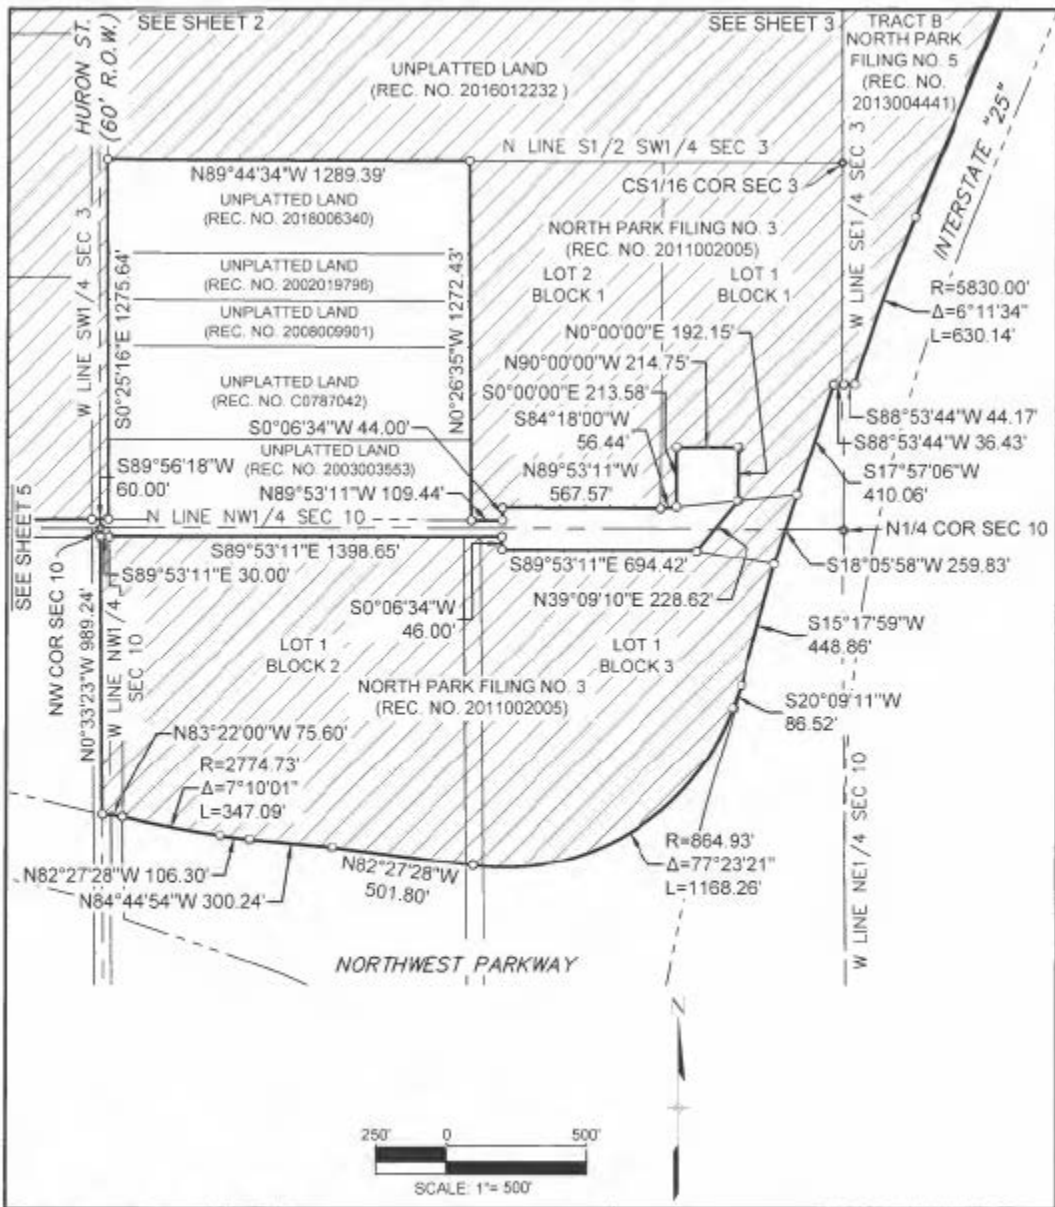 SEE SHEET 2
SEE SHEET 3
TRACT B
NORTH PARK
FILING NO. 5
(REC. NO.
2013004441)
HURON ST.
(60' R.O.W.)
UNPLATTED LAND
(REC. NO. 2016012232 )
INTERSTATE "25"
N LINE S1/2 SW1/4 SEC 3
CS1/16 COR SEC 3
W LINE SE1/4 SEC 3
N89°44'34"W 1289.39'
UNPLATTED LAND
(REC. NO. 2018006340)
W LINE SW1/4 SEC 3
S0°25'16"E 1275.64'
N0°26'35"W 1272.43'
NORTH PARK FILING NO. 3
(REC. NO. 2011002005)
LOT 2
BLOCK 1
LOT 1
BLOCK 1
UNPLATTED LAND
(REC. NO. 2002019796)
UNPLATTED LAND
(REC. NO. 2008009901)
R=5830.00'
Δ=6°11'34"
L=630.14'
N0°00'00"E 192.15'
N90°00'00"W 214.75'
S0°00'00"E 213.58'
S84°18'00"W
56.44'
UNPLATTED LAND
(REC. NO. C0787042)
S0°06'34"W 44.00'
UNPLATTED LAND
(REC. NO. 2003003553)
S88°53'44"W 44.17'
S88°53'44"W 36.43'
S17°57'06"W
410.06'
S89°56'18"W
60.00'
N89°53'11"W 109.44'
N89°53'11"W
567.57'
SEE SHEET 5
N LINE NW1/4 SEC 10
N1/4 COR SEC 10
S89°53'11"E 1398.65'
S89°53'11"E 30.00'
S89°53'11"E 694.42'
S18°05'58"W 259.83'
N39°09'10"E 228.62'
S0°06'34"W
46.00'
NW COR SEC 10
N0°33'23"W 989.24'
W LINE NW1/4
SEC 10
LOT 1
BLOCK 2
LOT 1
BLOCK 3
S15°17'59"W
448.86'
NORTH PARK FILING NO. 3
(REC. NO. 2011002005)
S20°09'11"W
86.52'
N83°22'00"W 75.60'
R=2774.73'
Δ=7°10'01"
L=347.09'
W LINE NE1/4 SEC 10
R=864.93'
Δ=77°23'21"
L=1168.26'
N82°27'28"W 106.30'
N84°44'54"W 300.24'
N82°27'28"W
501.80'
NORTHWEST PARKWAY
N
250'
0
500'
SCALE: 1"= 500'